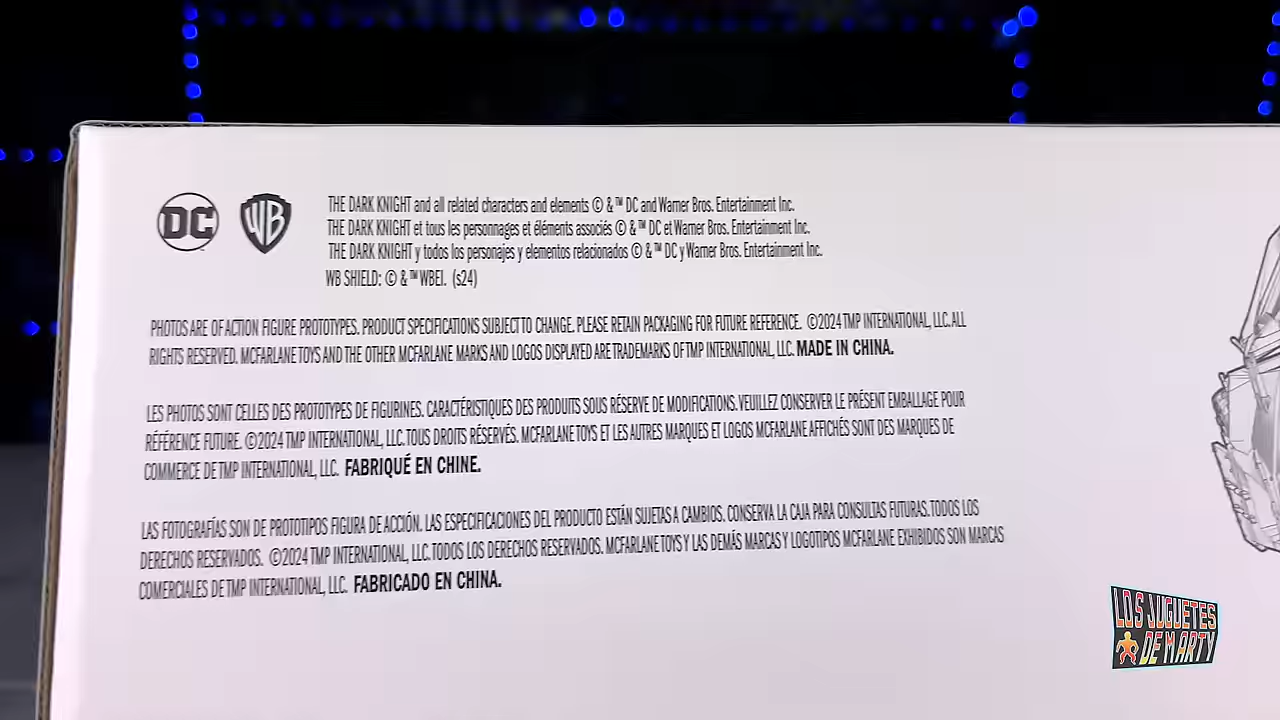 DC WB THE DARK KNIGHT and all related characters and elements © & ™ DC and Warner Bros. Entertainment Inc.
THE DARK KNIGHT et tous les personnages et éléments associés © & ™ DC et Warner Bros. Entertainment Inc.
THE DARK KNIGHT y todos los personajes y elementos relacionados © & ™ DC y Warner Bros. Entertainment Inc.
WB SHIELD: © & ™ WBEI. (s24)
PHOTOS ARE OF ACTION FIGURE PROTOTYPES. PRODUCT SPECIFICATIONS SUBJECT TO CHANGE. PLEASE RETAIN PACKAGING FOR FUTURE REFERENCE. ©2024 TMP INTERNATIONAL, LLC. ALL
RIGHTS RESERVED. MCFARLANE TOYS AND THE OTHER MCFARLANE MARKS AND LOGOS DISPLAYED ARE TRADEMARKS OF TMP INTERNATIONAL, LLC. MADE IN CHINA.
LES PHOTOS SONT CELLES DES PROTOTYPES DE FIGURINES. CARACTÉRISTIQUES DES PRODUITS SOUS RÉSERVE DE MODIFICATIONS. VEUILLEZ CONSERVER LE PRÉSENT EMBALLAGE POUR
RÉFÉRENCE FUTURE. ©2024 TMP INTERNATIONAL, LLC. TOUS DROITS RÉSERVÉS. MCFARLANE TOYS ET LES AUTRES MARQUES ET LOGOS MCFARLANE AFFICHÉS SONT DES MARQUES DE
COMMERCE DE TMP INTERNATIONAL, LLC. FABRIQUÉ EN CHINE.
LAS FOTOGRAFÍAS SON DE PROTOTIPOS FIGURA DE ACCIÓN. LAS ESPECIFICACIONES DEL PRODUCTO ESTÁN SUJETAS A CAMBIOS. CONSERVA LA CAJA PARA CONSULTAS FUTURAS. TODOS LOS
DERECHOS RESERVADOS. ©2024 TMP INTERNATIONAL, LLC. TODOS LOS DERECHOS RESERVADOS. MCFARLANE TOYS Y LAS DEMÁS MARCAS Y LOGOTIPOS MCFARLANE EXHIBIDOS SON MARCAS
COMERCIALES DE TMP INTERNATIONAL, LLC. FABRICADO EN CHINA.
LOS JUGUETES
DE MARTY